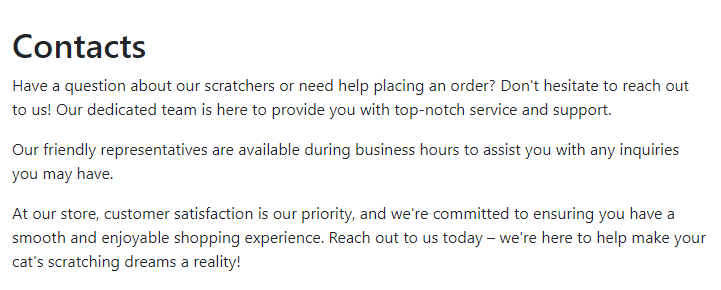 Contacts
Have a question about our scratchers or need help placing an order? Don't hesitate to reach out
to us! Our dedicated team is here to provide you with top-notch service and support.
Our friendly representatives are available during business hours to assist you with any inquiries
you may have.
At our store, customer satisfaction is our priority, and we're committed to ensuring you have a
smooth and enjoyable shopping experience. Reach out to us today – we're here to help make your
cat's scratching dreams a reality!